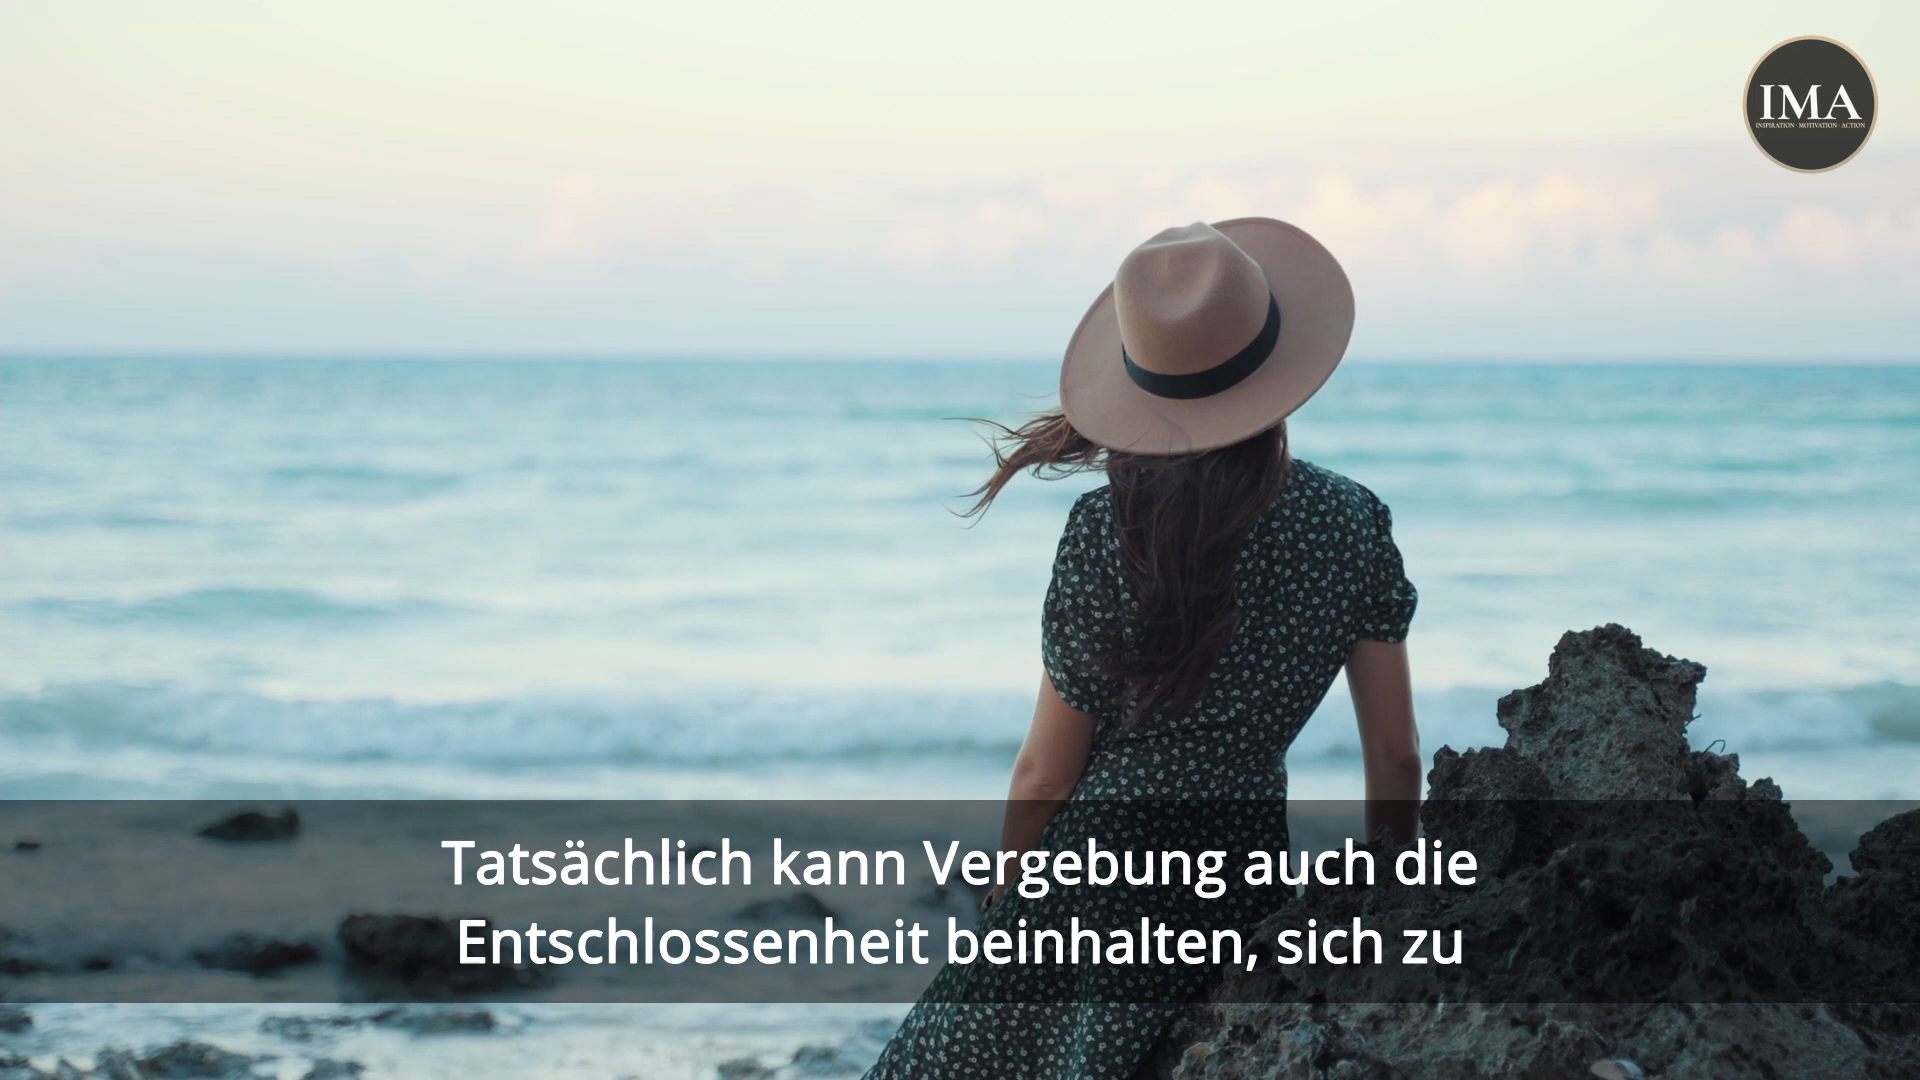 IMA
INSPIRATION · MOTIVATION · ACTION
Tatsächlich kann Vergebung auch die
Entschlossenheit beinhalten, sich zu